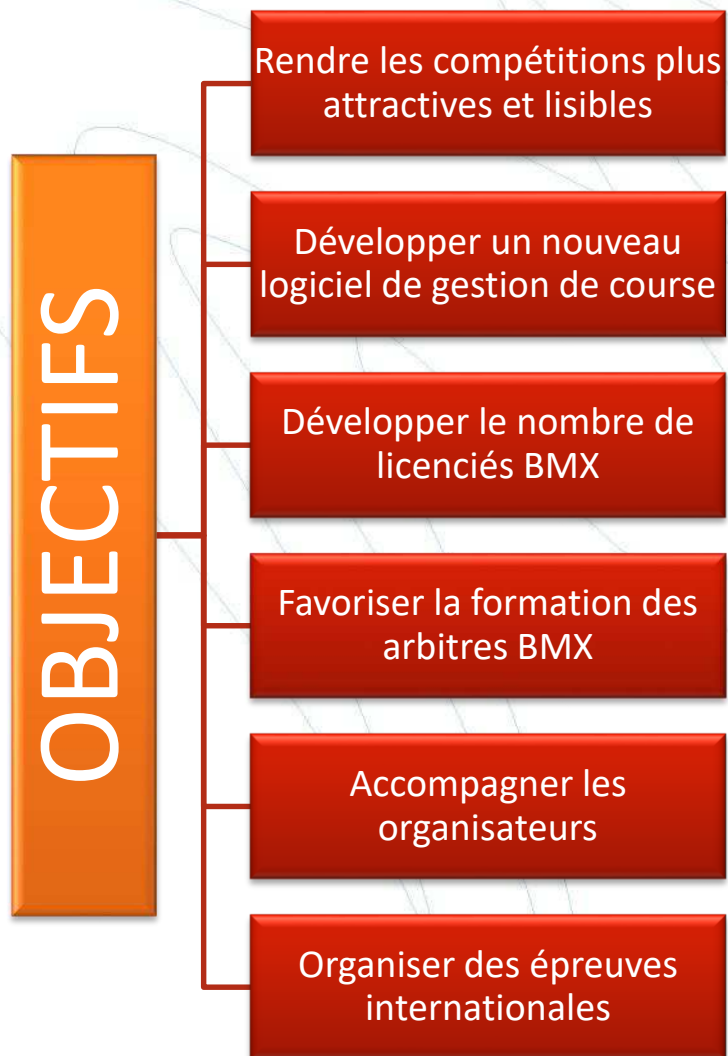 OBJECTIFS
Rendre les compétitions plus
attractives et lisibles
Développer un nouveau
logiciel de gestion de course
Développer le nombre de
licenciés BMX
Favoriser la formation des
arbitres BMX
Accompagner les
organisateurs
Organiser des épreuves
internationales